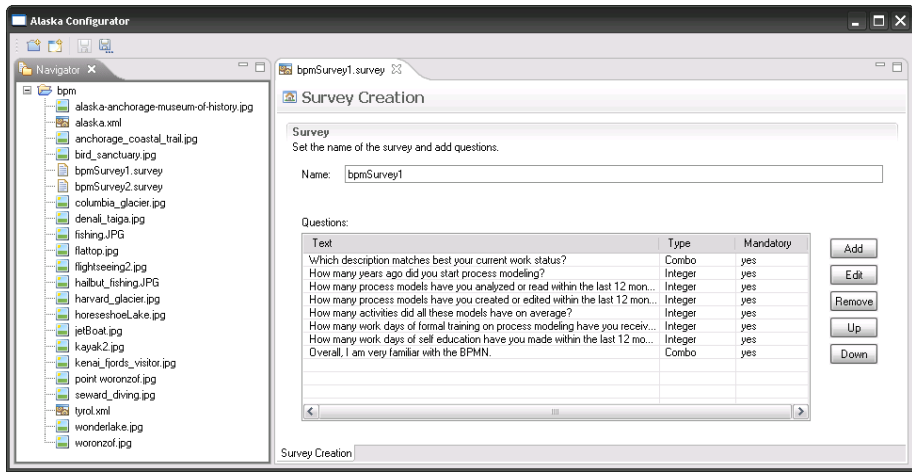 Alaska Configurator
Navigator
bpm
alaska-anchorage-museum-of-history.jpg
alaska.xml
anchorage_coastal_trail.jpg
bird_sanctuary.jpg
bpmSurvey1.survey
bpmSurvey2.survey
columbia_glacier.jpg
denali_taiga.jpg
fishing.JPG
flattop.jpg
flightseeing2.jpg
hailbut_fishing.JPG
harvard_glacier.jpg
horeseshoeLake.jpg
jetBoat.jpg
kayak2.jpg
kenai_fjords_visitor.jpg
point woronzof.jpg
seward_diving.jpg
tyrol.xml
wonderlake.jpg
woronzof.jpg
bpmSurvey1.survey
Survey Creation
Survey
Set the name of the survey and add questions.
Name: bpmSurvey1
Questions:
Text Type Mandatory
Which description matches best your current work status? Combo yes
How many years ago did you start process modeling? Integer yes
How many process models have you analyzed or read within the last 12 mon... Integer yes
How many process models have you created or edited within the last 12 mon... Integer yes
How many activities did all these models have on average? Integer yes
How many work days of formal training on process modeling have you receiv... Integer yes
How many work days of self education have you made within the last 12 mo... Integer yes
Overall, I am very familiar with the BPMN. Combo yes
Add
Edit
Remove
Up
Down
Survey Creation